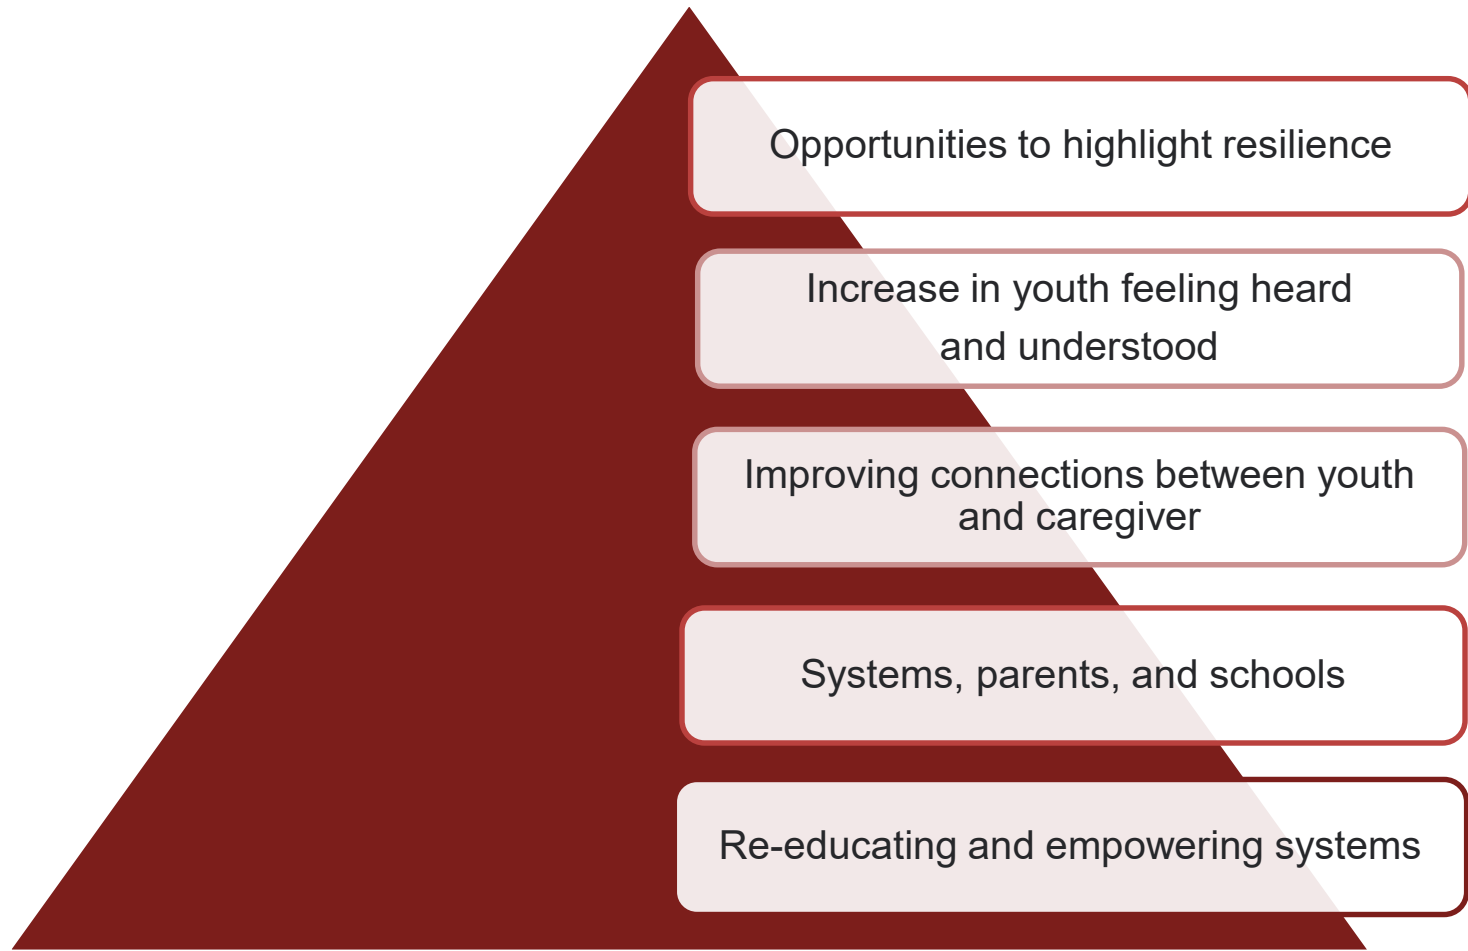 Opportunities to highlight resilience
Increase in youth feeling heard
and understood
Improving connections between youth
and caregiver
Systems, parents, and schools
Re-educating and empowering systems